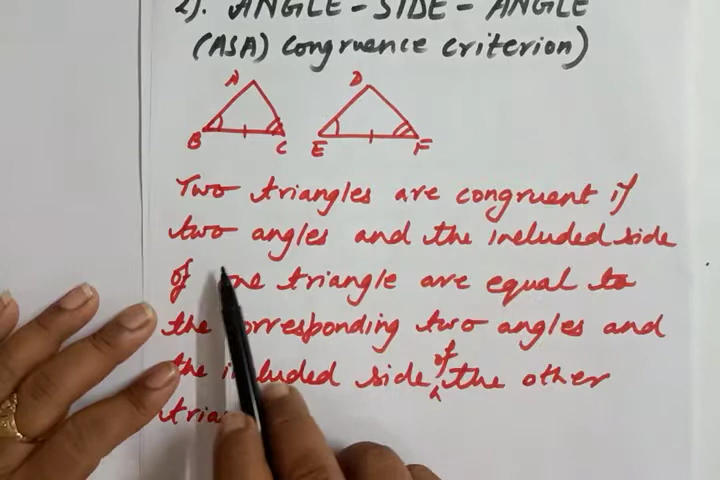 2). ANGLE - SIDE - ANGLE
(ASA) Congruence criterion)
A D
B C E F
Two triangles are congruent if
two angles and the included side
of one triangle are equal to
the corresponding two angles and
the included side of the other